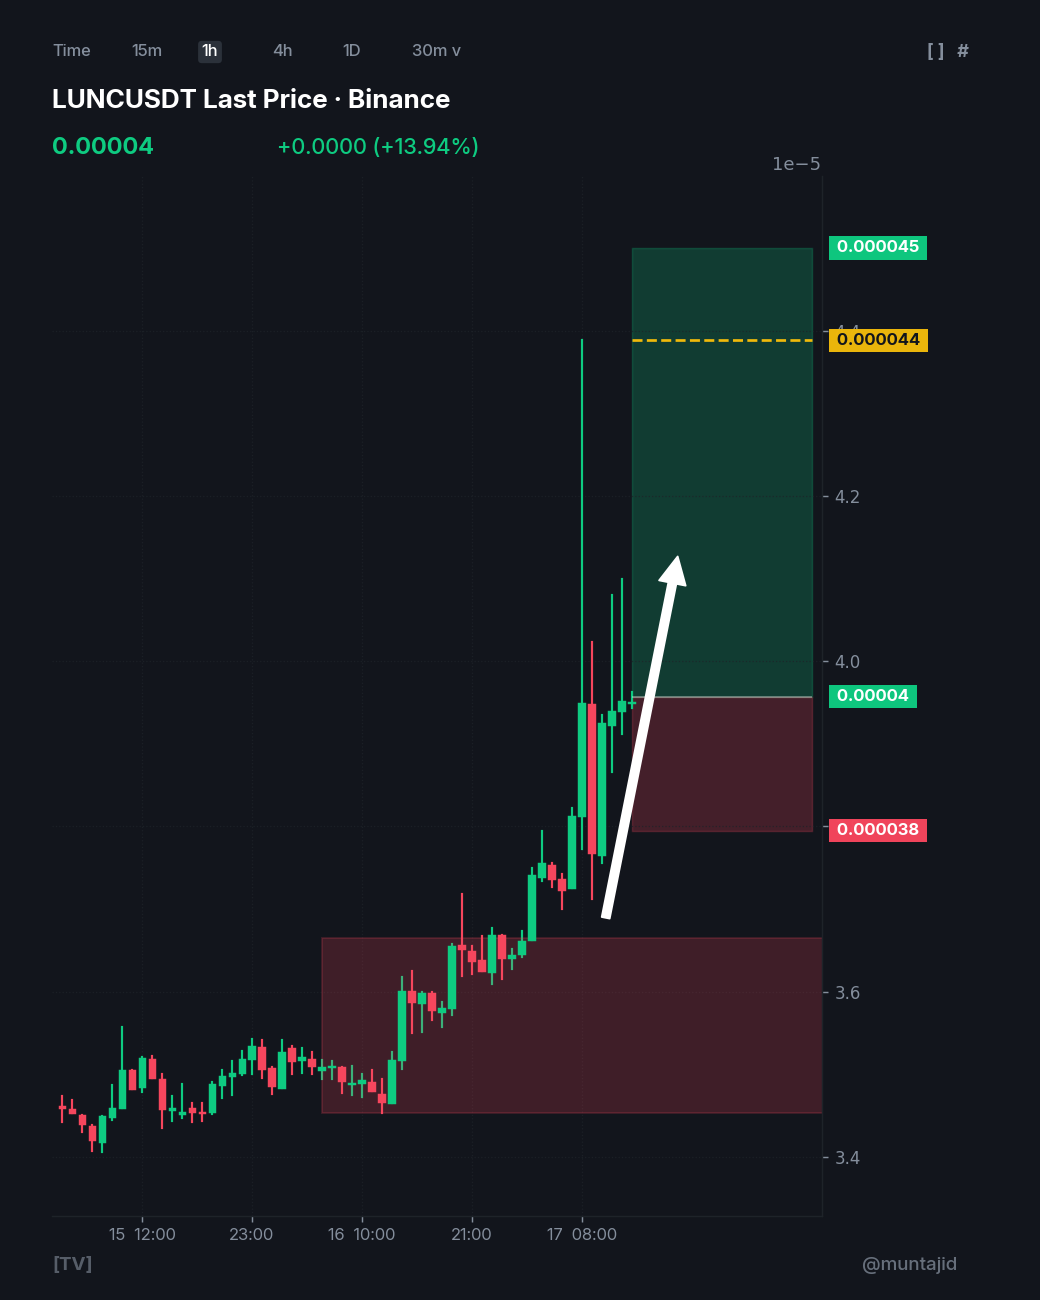 Time 15m 1h 4h 1D 30m v [ ] #
LUNCUSDT Last Price · Binance
0.00004 +0.0000 (+13.94%)
1e−5
0.000045
0.000044
4.2
4.0
0.00004
0.000038
3.6
3.4
15 12:00 23:00 16 10:00 21:00 17 08:00
[TV] @muntajid